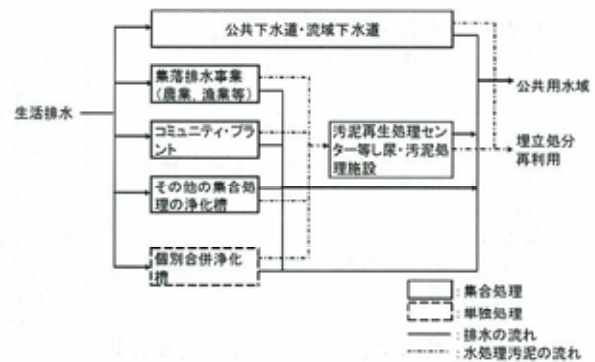 公共下水道・流域下水道
集落排水事業
（農業，漁業等）
生活排水
公共用水域
コミュニティ・プラ
ント
汚泥再生処理セン
ター等し尿・汚泥処
理施設
埋立処分
再利用
その他の集合処
理の浄化槽
個別合併浄化
槽
：集合処理
：単独処理
：排水の流れ
：水処理汚泥の流れ